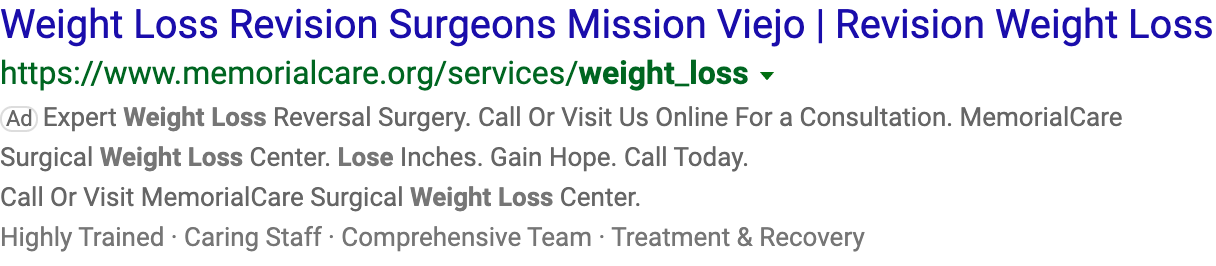 Weight Loss Revision Surgeons Mission Viejo | Revision Weight Loss
https://www.memorialcare.org/services/weight_loss
Ad Expert Weight Loss Reversal Surgery. Call Or Visit Us Online For a Consultation. MemorialCare
Surgical Weight Loss Center. Lose Inches. Gain Hope. Call Today.
Call Or Visit MemorialCare Surgical Weight Loss Center.
Highly Trained · Caring Staff · Comprehensive Team · Treatment & Recovery